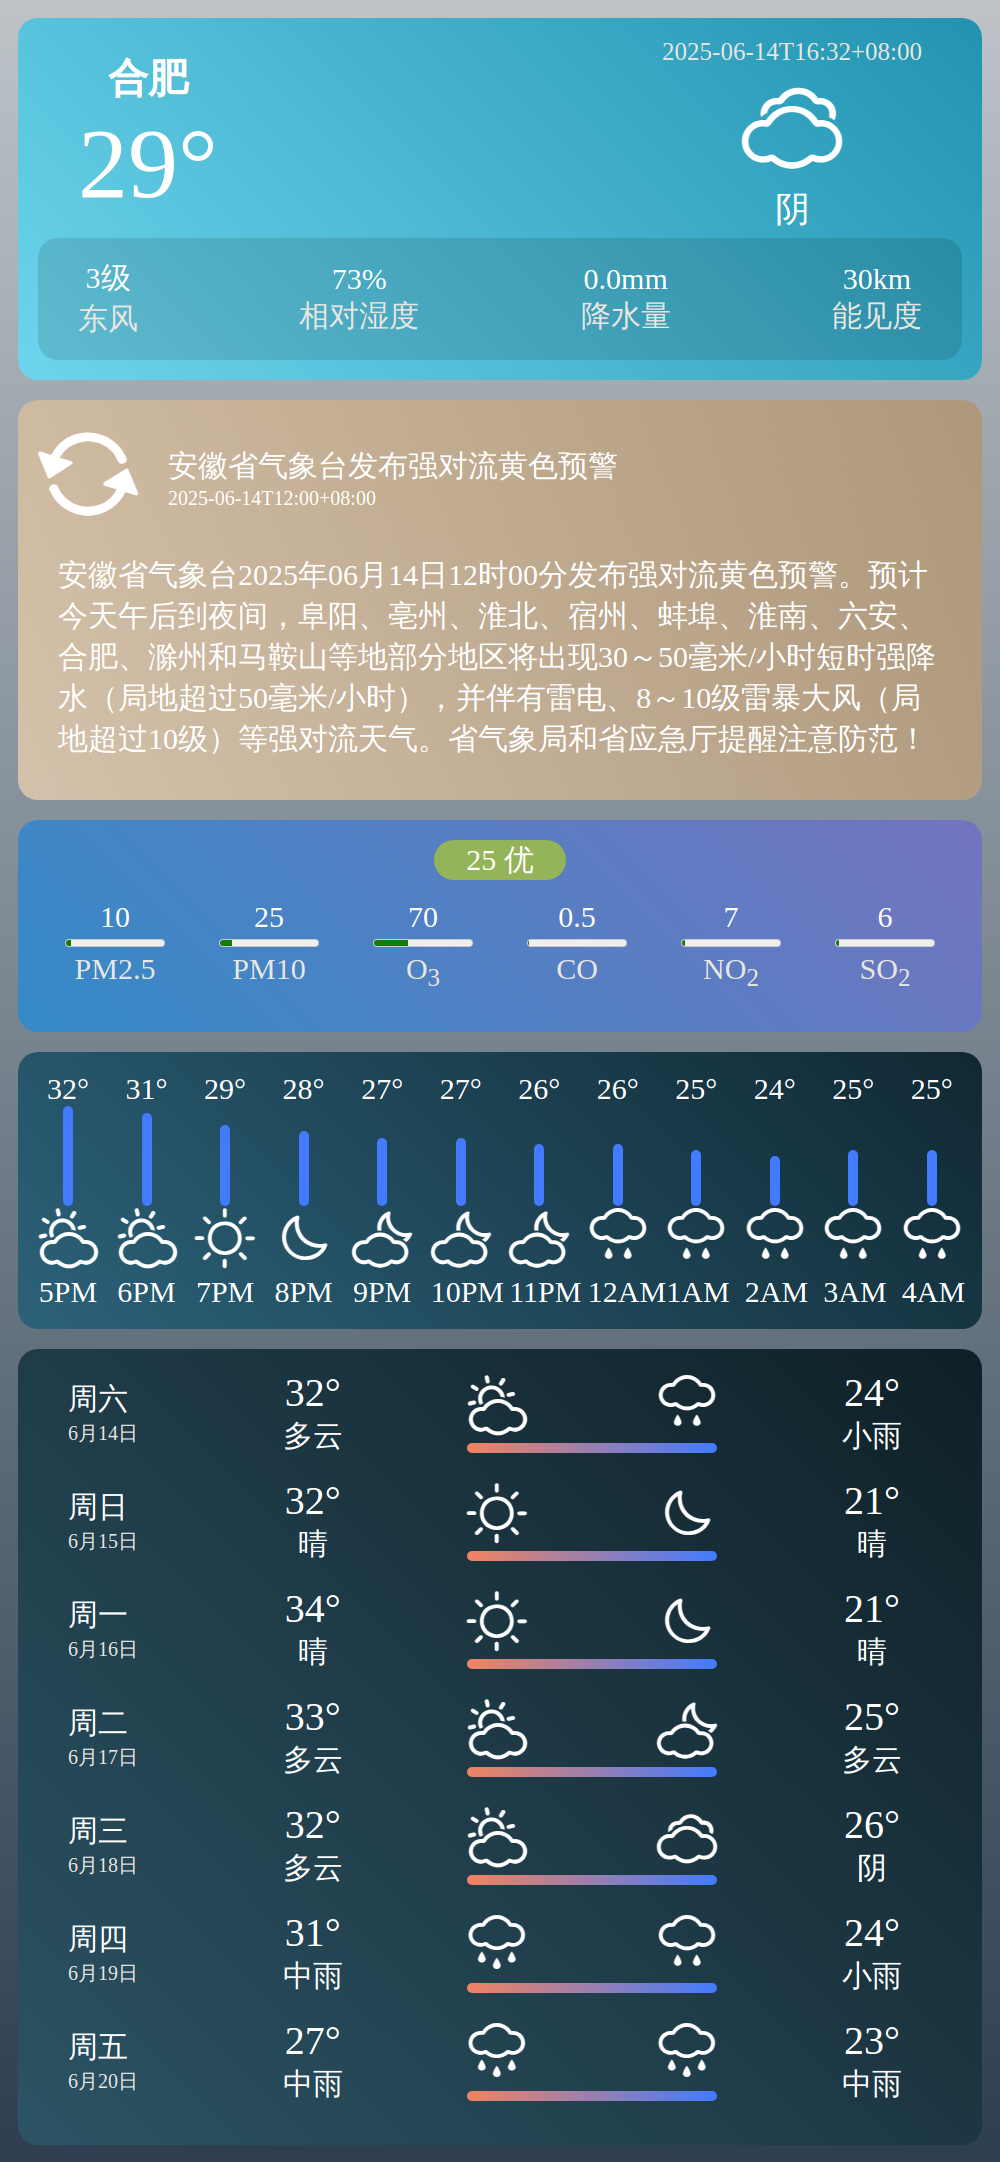 2025-06-14T16:32+08:00
合肥
29°
阴
3级 73% 0.0mm 30km
东风 相对湿度 降水量 能见度
安徽省气象台发布强对流黄色预警
2025-06-14T12:00+08:00
安徽省气象台2025年06月14日12时00分发布强对流黄色预警。预计
今天午后到夜间，阜阳、亳州、淮北、宿州、蚌埠、淮南、六安、
合肥、滁州和马鞍山等地部分地区将出现30～50毫米/小时短时强降
水（局地超过50毫米/小时），并伴有雷电、8～10级雷暴大风（局
地超过10级）等强对流天气。省气象局和省应急厅提醒注意防范！
25 优
10 25 70 0.5 7 6
PM2.5 PM10 O3 CO NO2 SO2
32° 31° 29° 28° 27° 27° 26° 26° 25° 24° 25° 25°
5PM 6PM 7PM 8PM 9PM 10PM 11PM 12AM 1AM 2AM 3AM 4AM
周六 32° 24°
6月14日 多云 小雨
周日 32° 21°
6月15日 晴 晴
周一 34° 21°
6月16日 晴 晴
周二 33° 25°
6月17日 多云 多云
周三 32° 26°
6月18日 多云 阴
周四 31° 24°
6月19日 中雨 小雨
周五 27° 23°
6月20日 中雨 中雨